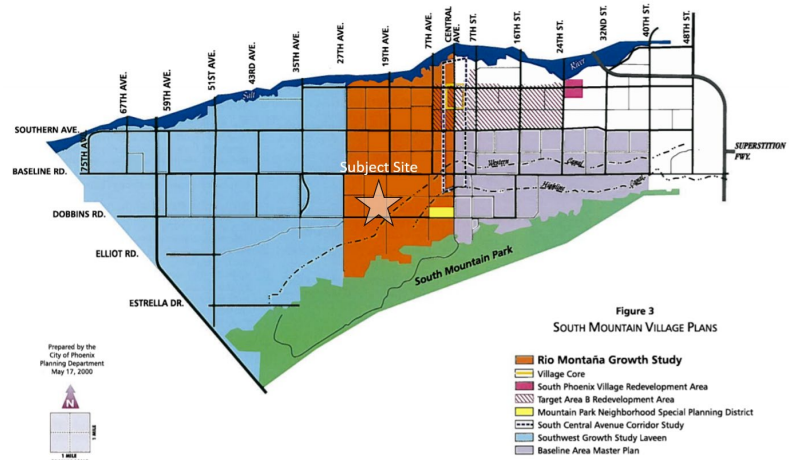 67TH AVE.
59TH AVE.
51ST AVE.
43RD AVE.
35TH AVE.
27TH AVE.
19TH AVE.
7TH AVE.
CENTRAL
AVE.
7TH ST.
16TH ST.
24TH ST.
32ND ST.
40TH ST.
48TH ST.
Salt
River
SOUTHERN AVE.
75TH AVE.
SUPERSTITION
FWY.
BASELINE RD.
Subject Site
Western Canal
Highline Canal
DOBBINS RD.
ELLIOT RD.
South Mountain Park
ESTRELLA DR.
Figure 3
SOUTH MOUNTAIN VILLAGE PLANS
Prepared by the
City of Phoenix
Planning Department
May 17, 2000
N
1 MILE
1 MILE
Rio Montaña Growth Study
Village Core
South Phoenix Village Redevelopment Area
Target Area B Redevelopment Area
Mountain Park Neighborhood Special Planning District
South Central Avenue Corridor Study
Southwest Growth Study Laveen
Baseline Area Master Plan